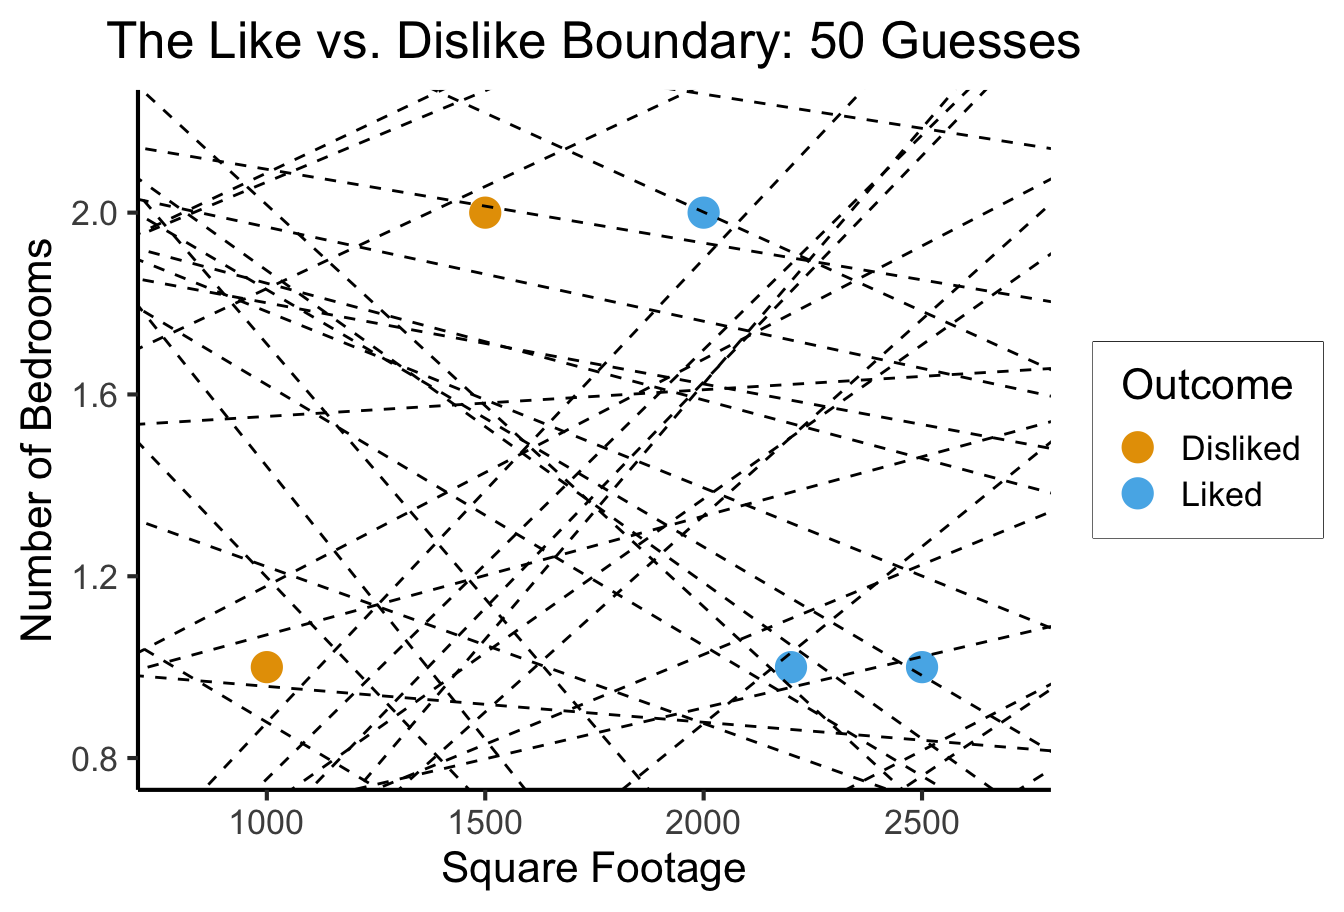 The Like vs. Dislike Boundary: 50 Guesses
Number of Bedrooms
2.0
1.6
1.2
0.8
1000 1500 2000 2500
Square Footage
Outcome
Disliked
Liked